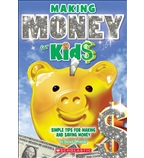 MAKING
MONEY
for KidS
SIMPLE TIPS FOR MAKING
AND SAVING MONEY
SCHOLASTIC